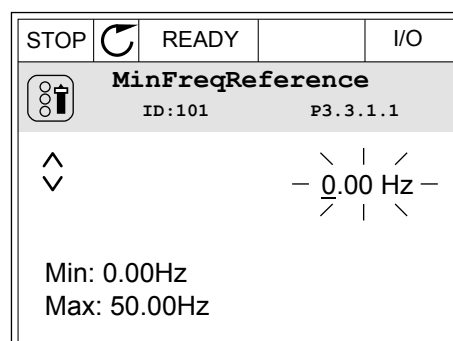 STOP READY I/O
MinFreqReference
ID:101 P3.3.1.1
0.00 Hz
Min: 0.00Hz
Max: 50.00Hz